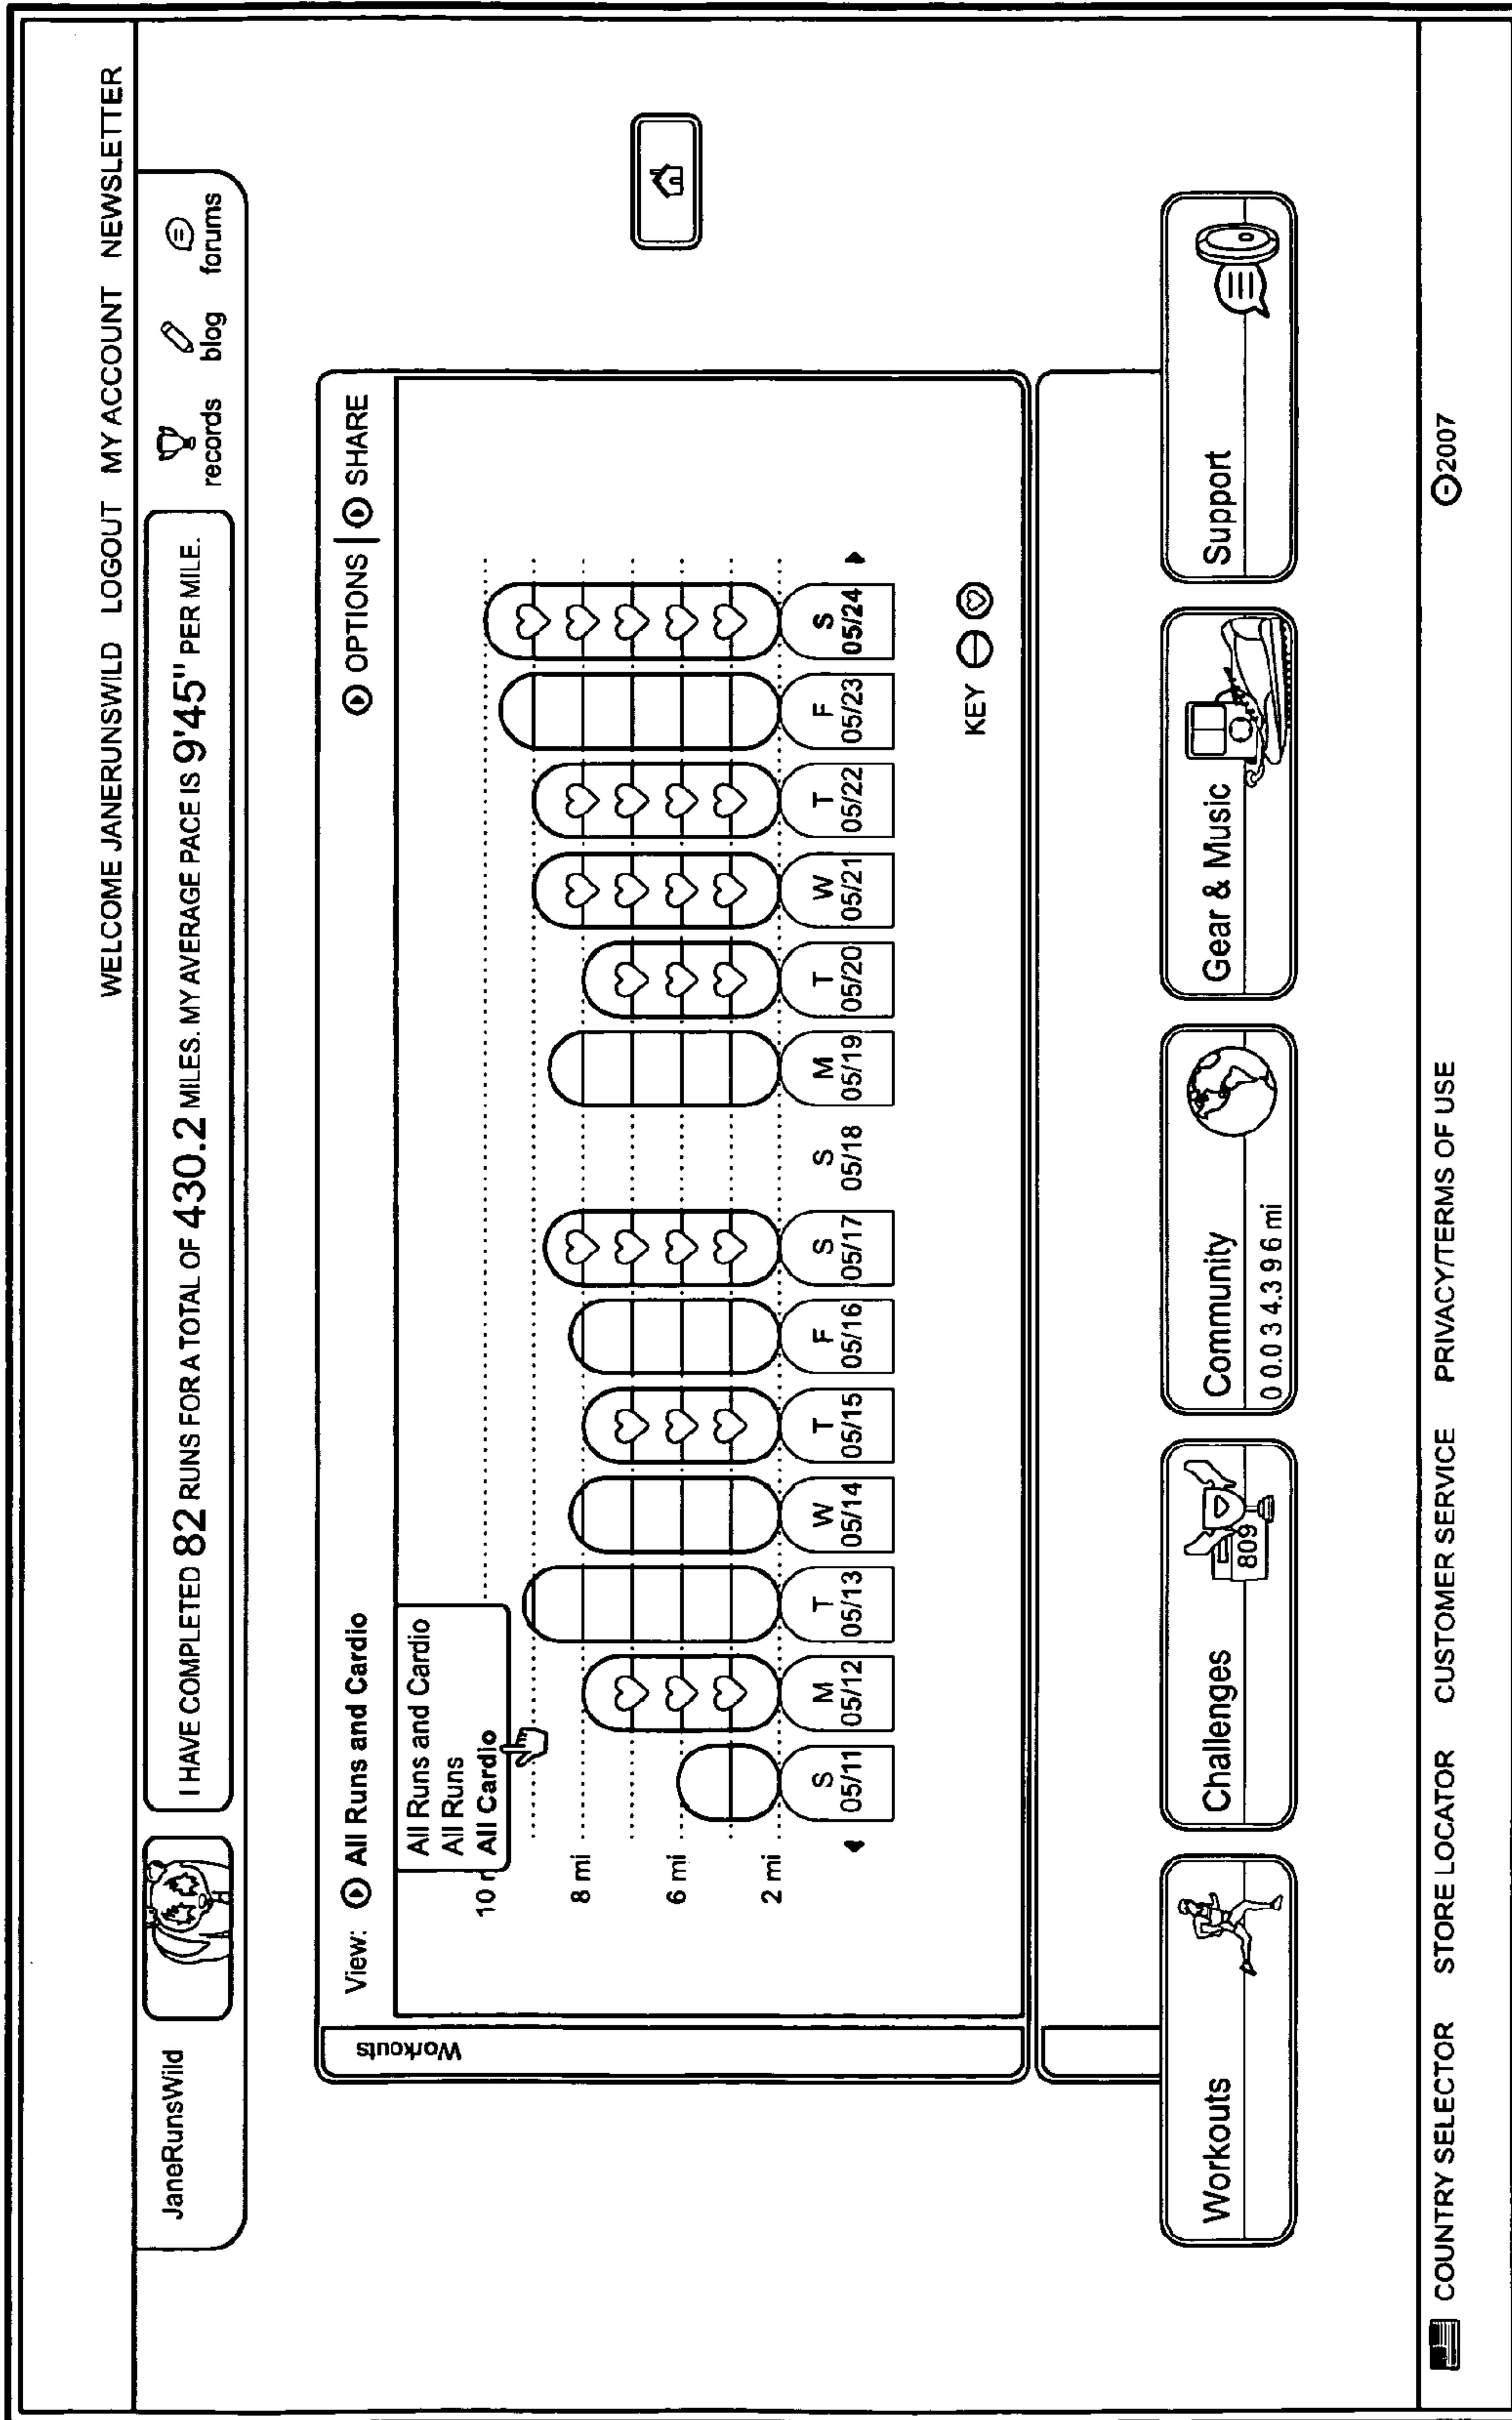 WELCOME JANERUNSWILD LOGOUT MY ACCOUNT NEWSLETTER
JaneRunsWild
I HAVE COMPLETED 82 RUNS FOR A TOTAL OF 430.2 MILES. MY AVERAGE PACE IS 9'45" PER MILE.
records blog forums
Workouts
View: All Runs and Cardio
OPTIONS | SHARE
All Runs and Cardio
All Runs
All Cardio
10 m
8 mi
6 mi
2 mi
S M T W T F S S M T W T F S
05/11 05/12 05/13 05/14 05/15 05/16 05/17 05/18 05/19 05/20 05/21 05/22 05/23 05/24
KEY
Workouts
Challenges
809
Community
0 0.0 3 4.3 9 6 mi
Gear & Music
Support
COUNTRY SELECTOR STORE LOCATOR CUSTOMER SERVICE PRIVACY/TERMS OF USE
2007